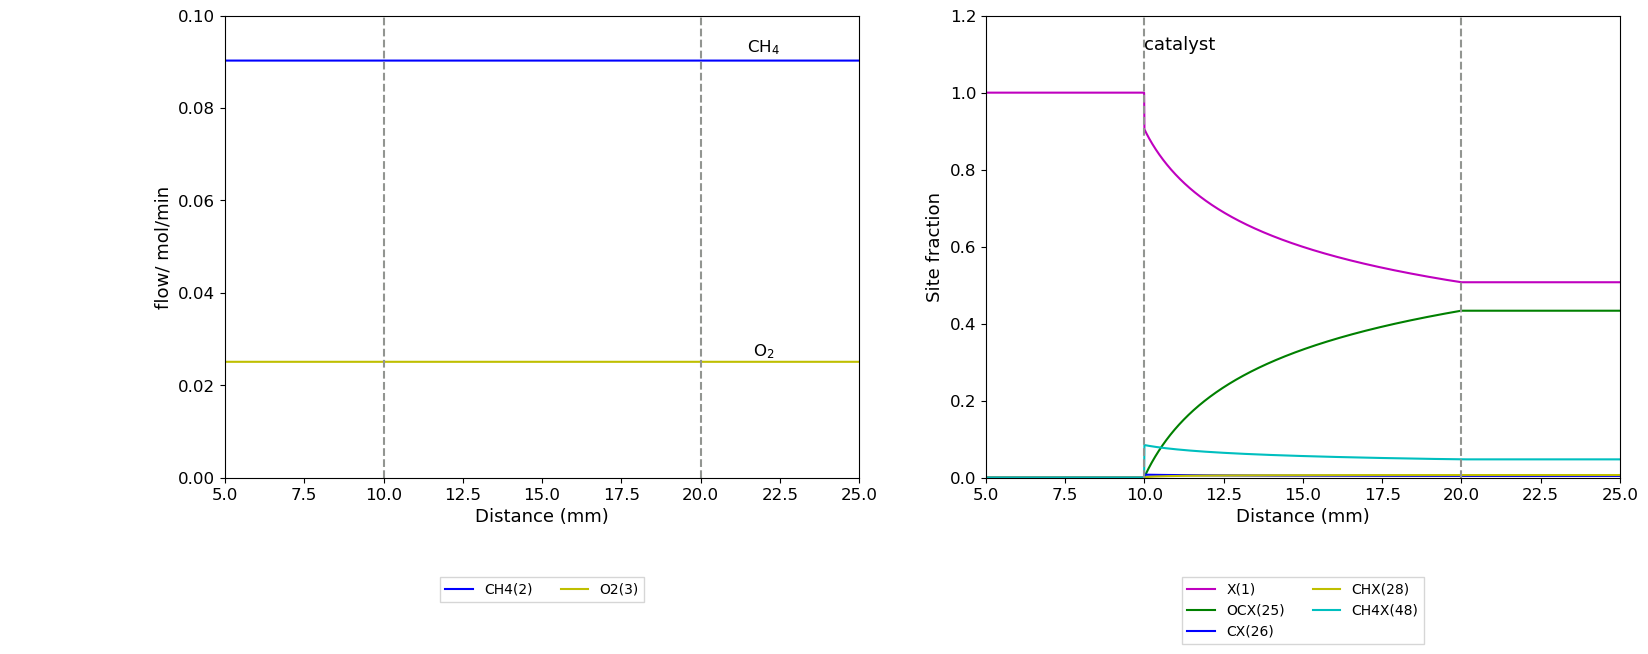 0.10
0.08
0.06
0.04
0.02
0.00
flow/ mol/min
CH4
O2
5.0 7.5 10.0 12.5 15.0 17.5 20.0 22.5 25.0
Distance (mm)
CH4(2) O2(3)
1.2
1.0
0.8
0.6
0.4
0.2
0.0
Site fraction
catalyst
5.0 7.5 10.0 12.5 15.0 17.5 20.0 22.5 25.0
Distance (mm)
X(1) CHX(28)
OCX(25) CH4X(48)
CX(26)